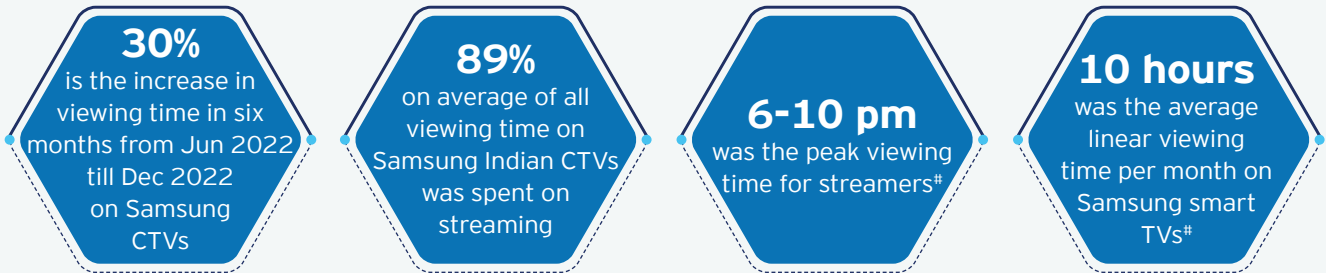 30%
is the increase in
viewing time in six
months from Jun 2022
till Dec 2022
on Samsung
CTVs
89%
on average of all
viewing time on
Samsung Indian CTVs
was spent on
streaming
6-10 pm
was the peak viewing
time for streamers#
10 hours
was the average
linear viewing
time per month on
Samsung smart
TVs#